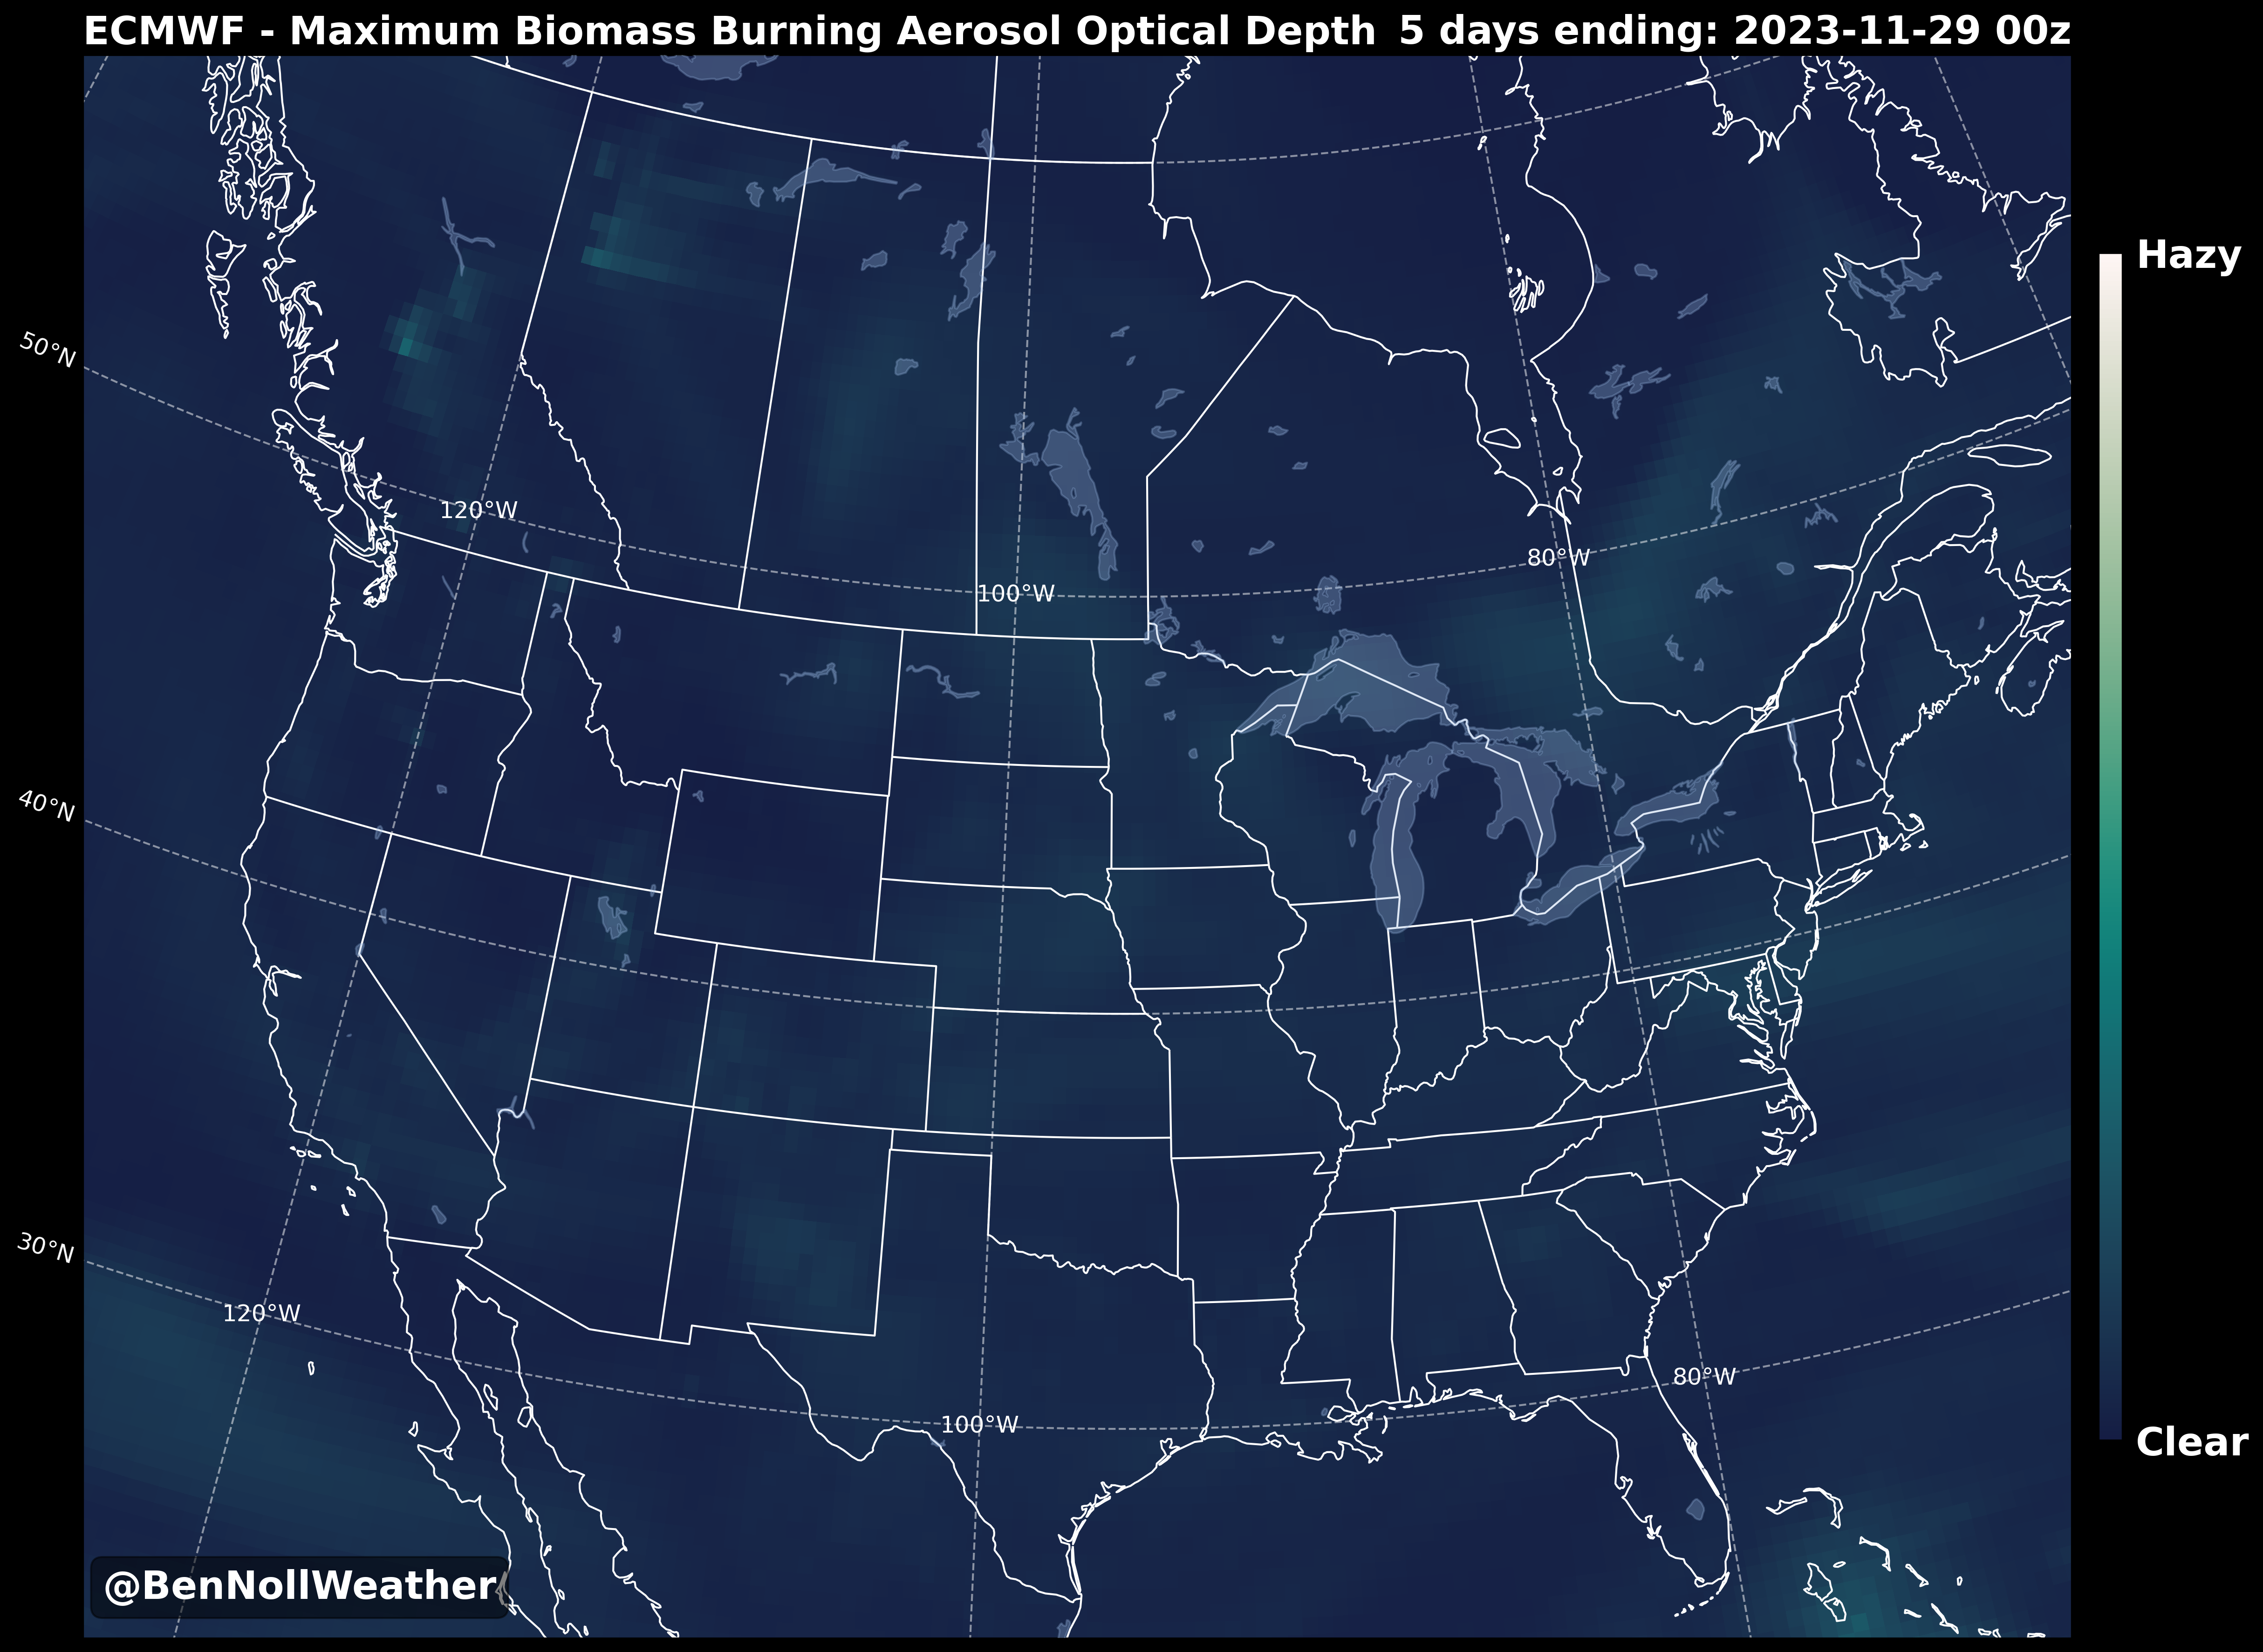 ECMWF - Maximum Biomass Burning Aerosol Optical Depth 5 days ending: 2023-11-29 00z
Hazy
50°N
120°W
80°W
100°W
40°N
30°N
120°W
80°W
100°W
Clear
@BenNollWeather